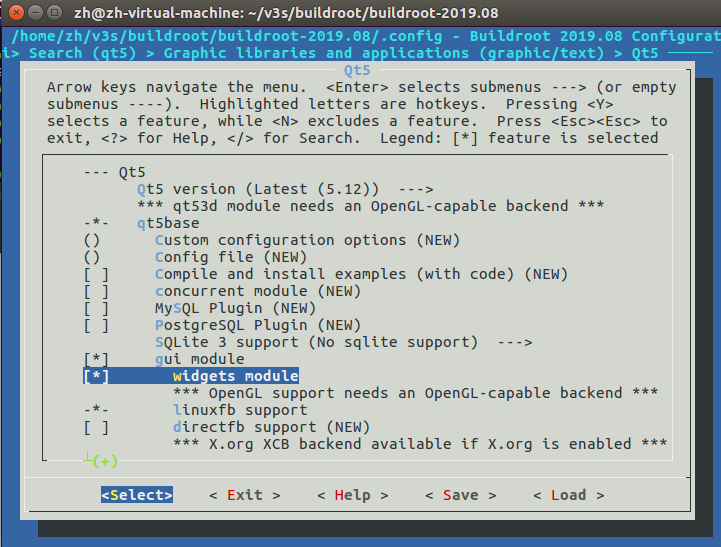 zh@zh-virtual-machine: ~/v3s/buildroot/buildroot-2019.08
/home/zh/v3s/buildroot/buildroot-2019.08/.config - Buildroot 2019.08 Configurat
i> Search (qt5) > Graphic libraries and applications (graphic/text) > Qt5
Qt5
Arrow keys navigate the menu.  <Enter> selects submenus ---> (or empty
submenus ----).  Highlighted letters are hotkeys.  Pressing <Y>
selects a feature, while <N> excludes a feature.  Press <Esc><Esc> to
exit, <?> for Help, </> for Search.  Legend: [*] feature is selected
--- Qt5
Qt5 version (Latest (5.12))  --->
*** qt53d module needs an OpenGL-capable backend ***
-*- qt5base
() Custom configuration options (NEW)
() Config file (NEW)
[ ] Compile and install examples (with code) (NEW)
[ ] concurrent module (NEW)
[ ] MySQL Plugin (NEW)
[ ] PostgreSQL Plugin (NEW)
SQLite 3 support (No sqlite support)  --->
[*] gui module
[*] widgets module
*** OpenGL support needs an OpenGL-capable backend ***
-*- linuxfb support
[ ] directfb support (NEW)
*** X.org XCB backend available if X.org is enabled ***
┴(+)
<Select> < Exit > < Help > < Save > < Load >